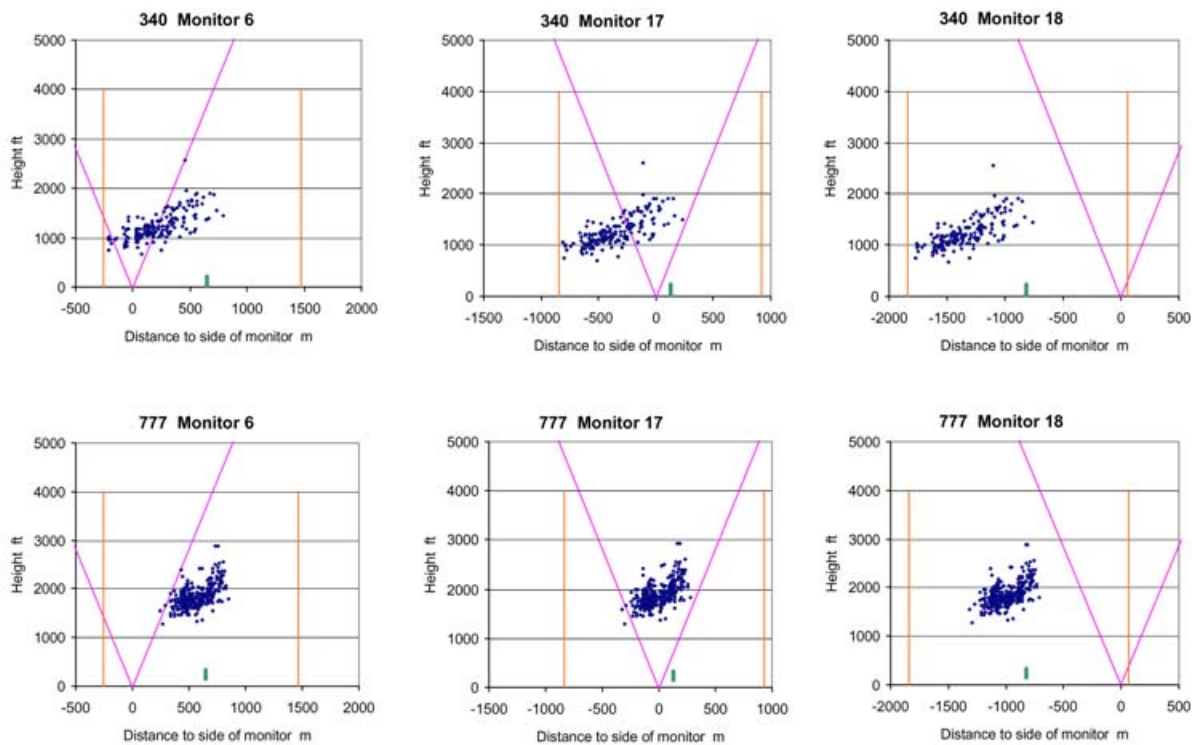 340 Monitor 6
5000
4000
3000
2000
1000
0
Height ft
-500 0 500 1000 1500 2000
Distance to side of monitor m
340 Monitor 17
5000
4000
3000
2000
1000
0
Height ft
-1500 -1000 -500 0 500 1000
Distance to side of monitor m
340 Monitor 18
5000
4000
3000
2000
1000
0
Height ft
-2000 -1500 -1000 -500 0 500
Distance to side of monitor m
777 Monitor 6
5000
4000
3000
2000
1000
0
Height ft
-500 0 500 1000 1500 2000
Distance to side of monitor m
777 Monitor 17
5000
4000
3000
2000
1000
0
Height ft
-1500 -1000 -500 0 500 1000
Distance to side of monitor m
777 Monitor 18
5000
4000
3000
2000
1000
0
Height ft
-2000 -1500 -1000 -500 0 500
Distance to side of monitor m